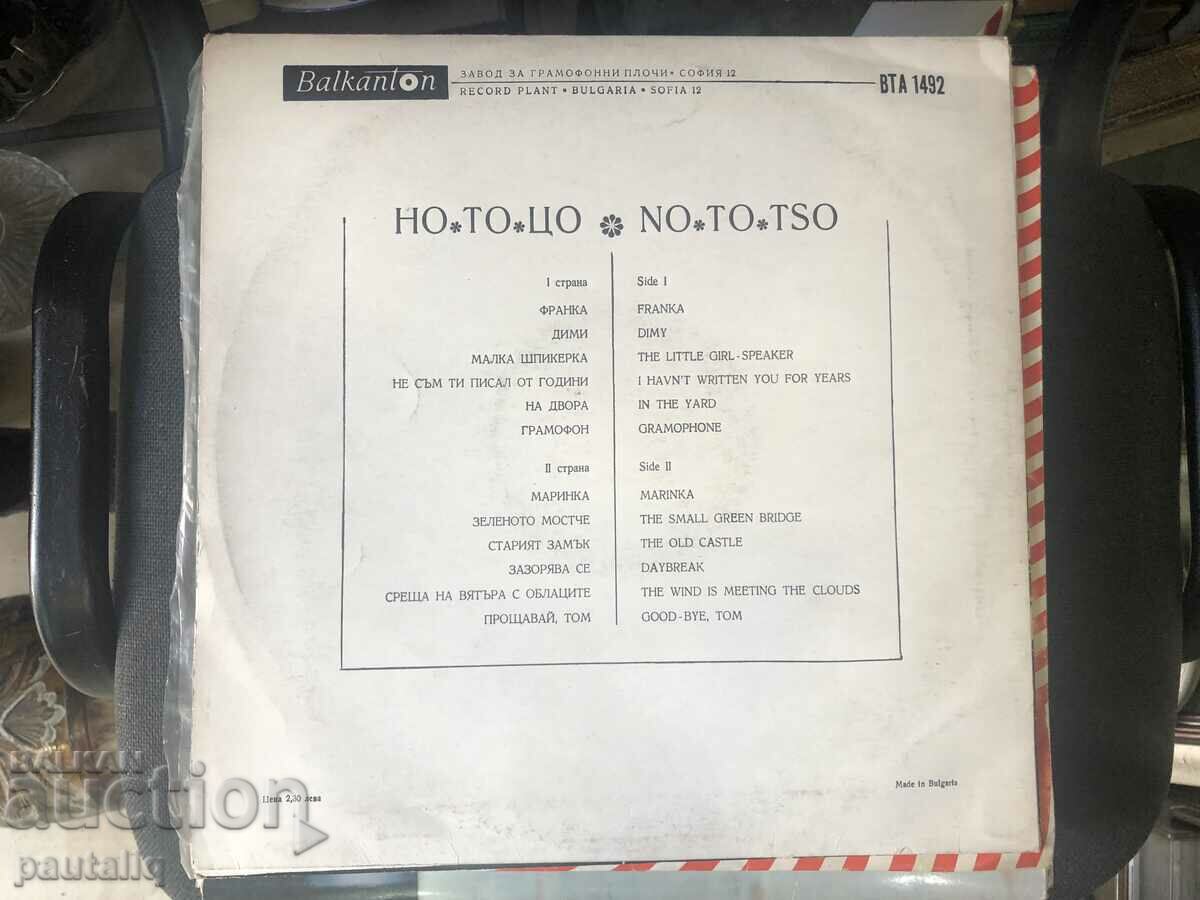 Balkanton
ЗАВОД ЗА ГРАМОФОННИ ПЛОЧИ • СОФИЯ 12
RECORD PLANT • BULGARIA • SOFIA 12
ВТА 1492
НО*ТО*ЦО * NO*TO*TSO
I страна Side I
ФРАНКА FRANKA
ДИМИ DIMY
МАЛКА ШПИКЕРКА THE LITTLE GIRL-SPEAKER
НЕ СЪМ ТИ ПИСАЛ ОТ ГОДИНИ I HAVN'T WRITTEN YOU FOR YEARS
НА ДВОРА IN THE YARD
ГРАМОФОН GRAMOPHONE
II страна Side II
МАРИНКА MARINKA
ЗЕЛЕНОТО МОСТЧЕ THE SMALL GREEN BRIDGE
СТАРИЯТ ЗАМЪК THE OLD CASTLE
ЗАЗОРЯВА СЕ DAYBREAK
СРЕЩА НА ВЯТЪРА С ОБЛАЦИТЕ THE WIND IS MEETING THE CLOUDS
ПРОЩАВАЙ, ТОМ GOOD-BYE, TOM
Made in Bulgaria
Цена 2,30 лева
BALKAN
auction
pautaliq